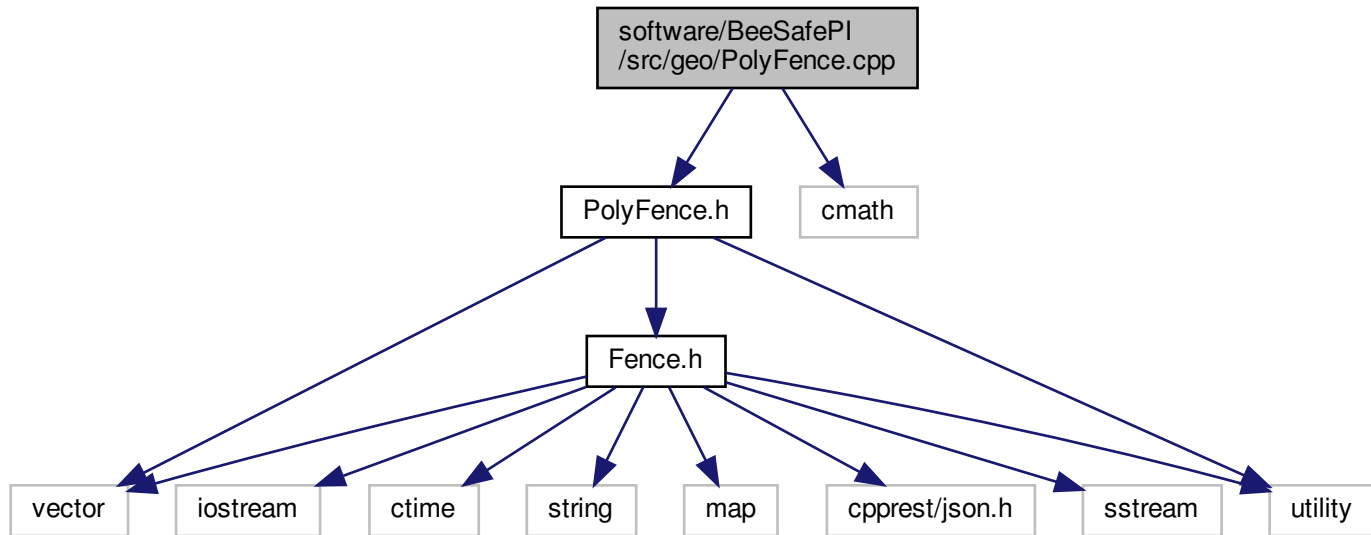 software/BeeSafePI
/src/geo/PolyFence.cpp
PolyFence.h
cmath
Fence.h
vector
iostream
ctime
string
map
cpprest/json.h
sstream
utility